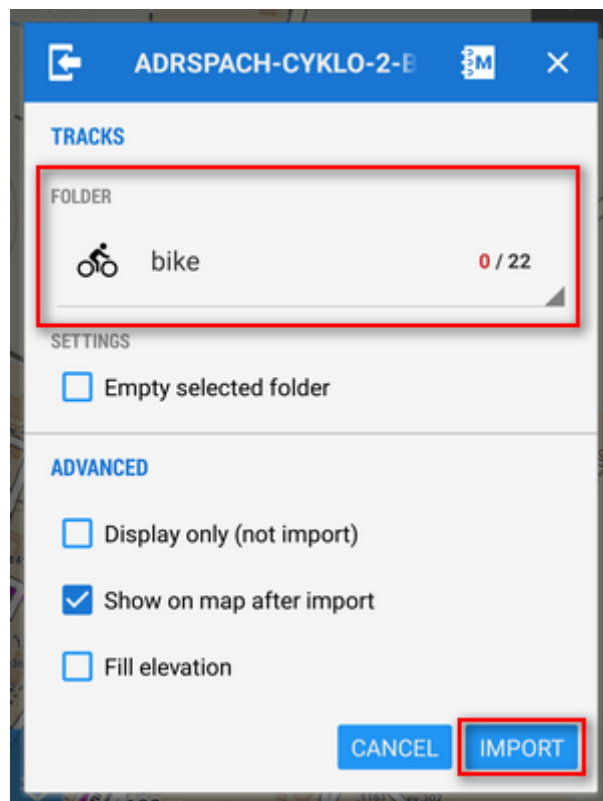 ADRSPACH-CYKLO-2-B
M
TRACKS
FOLDER
bike 0 / 22
SETTINGS
Empty selected folder
ADVANCED
Display only (not import)
Show on map after import
Fill elevation
CANCEL IMPORT